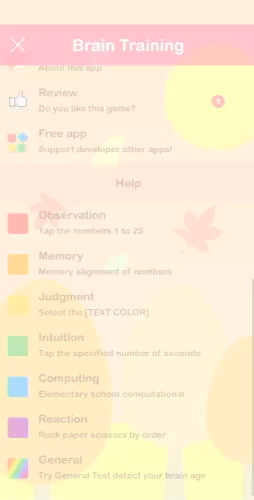 Brain Training
About this app
Review
Do you like this game?
1
Free app
Support developer other apps!
Help
Observation
Tap the numbers 1 to 25
Memory
Memory alignment of numbers
Judgment
Select the [TEXT COLOR]
Intuition
Tap the specified number of seconds
Computing
Elementary school computational
Reaction
Rock paper scissors by order
General
Try General Test detect your brain age